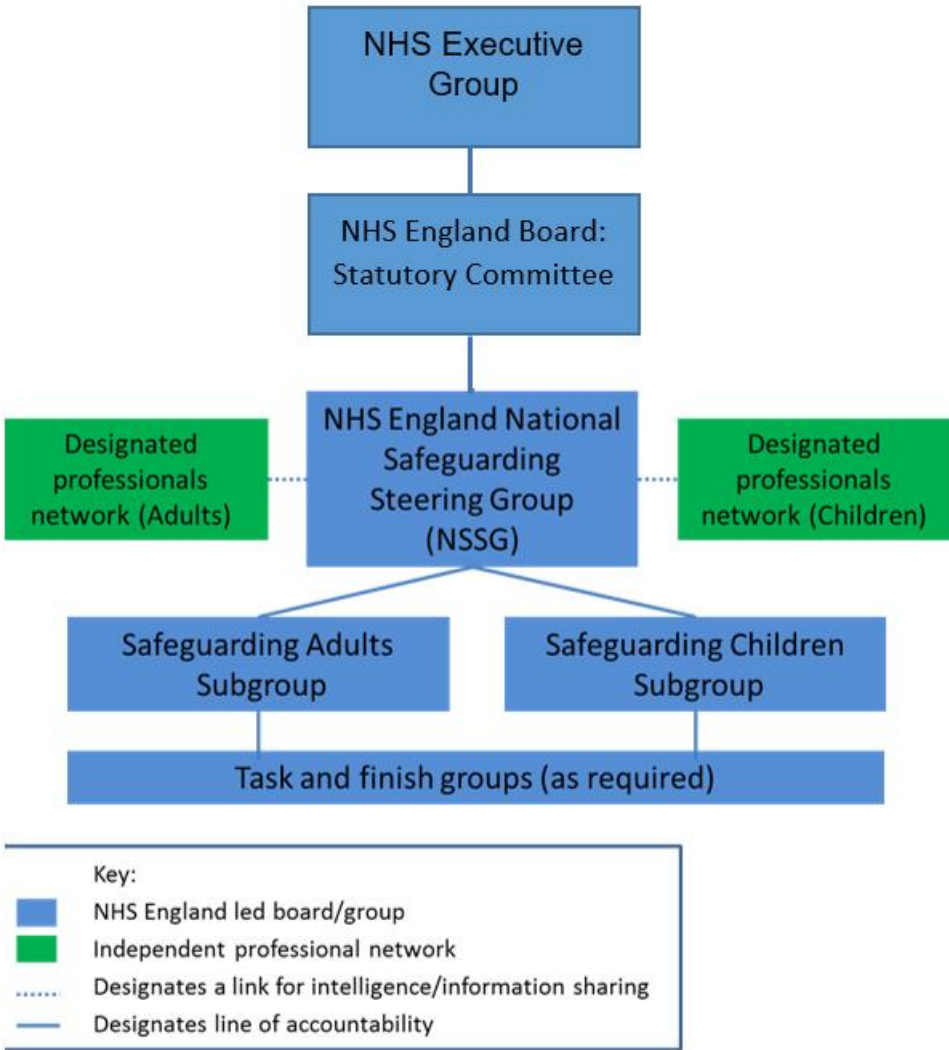 NHS Executive
Group
NHS England Board:
Statutory Committee
NHS England National
Safeguarding
Steering Group
(NSSG)
Designated
professionals
network (Adults)
Designated
professionals
network (Children)
Safeguarding Adults
Subgroup
Safeguarding Children
Subgroup
Task and finish groups (as required)
Key:
NHS England led board/group
Independent professional network
Designates a link for intelligence/information sharing
Designates line of accountability